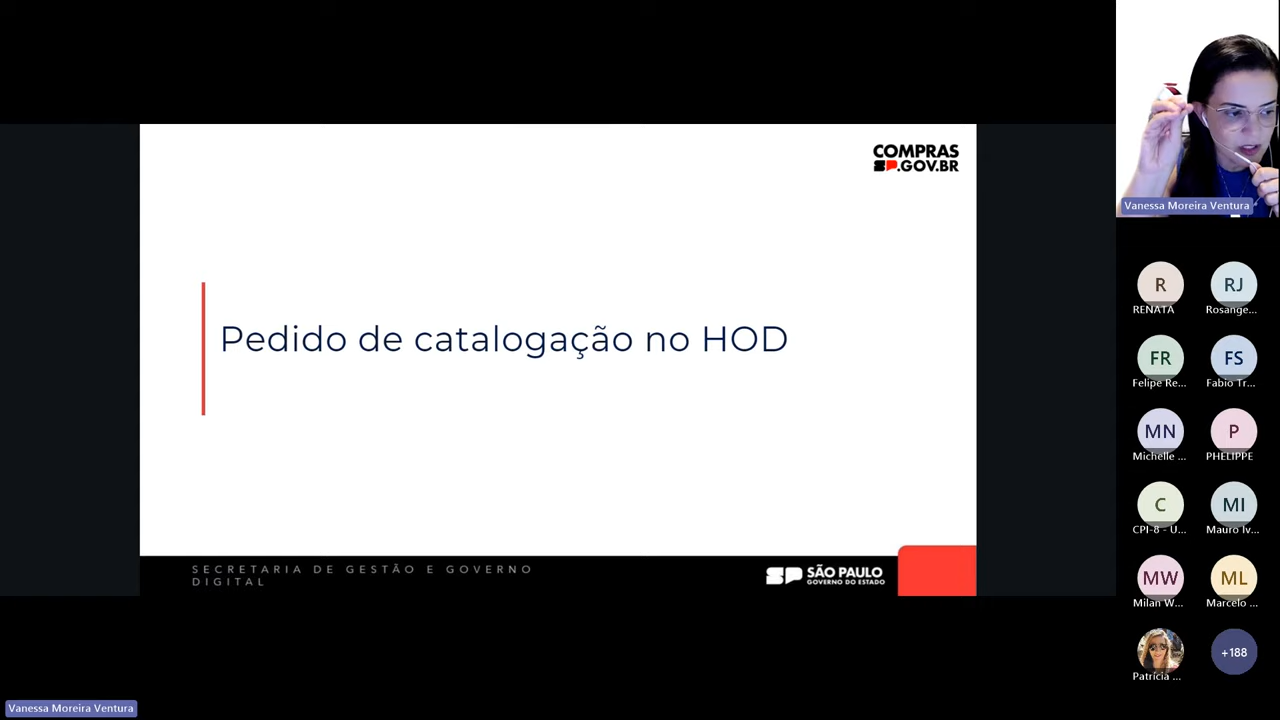 COMPRAS
SP.GOV.BR
Pedido de catalogação no HOD
SECRETARIA DE GESTÃO E GOVERNO
DIGITAL
SP SÃO PAULO
GOVERNO DO ESTADO
Vanessa Moreira Ventura
R
RJ
RENATA
Rosange...
FR
FS
Felipe Re...
Fabio Tr...
MN
P
Michelle ...
PHELIPPE
C
MI
CPI-8 - U...
Mauro Iv...
MW
ML
Milan W...
Marcelo ...
+188
Patrícia ...
Vanessa Moreira Ventura